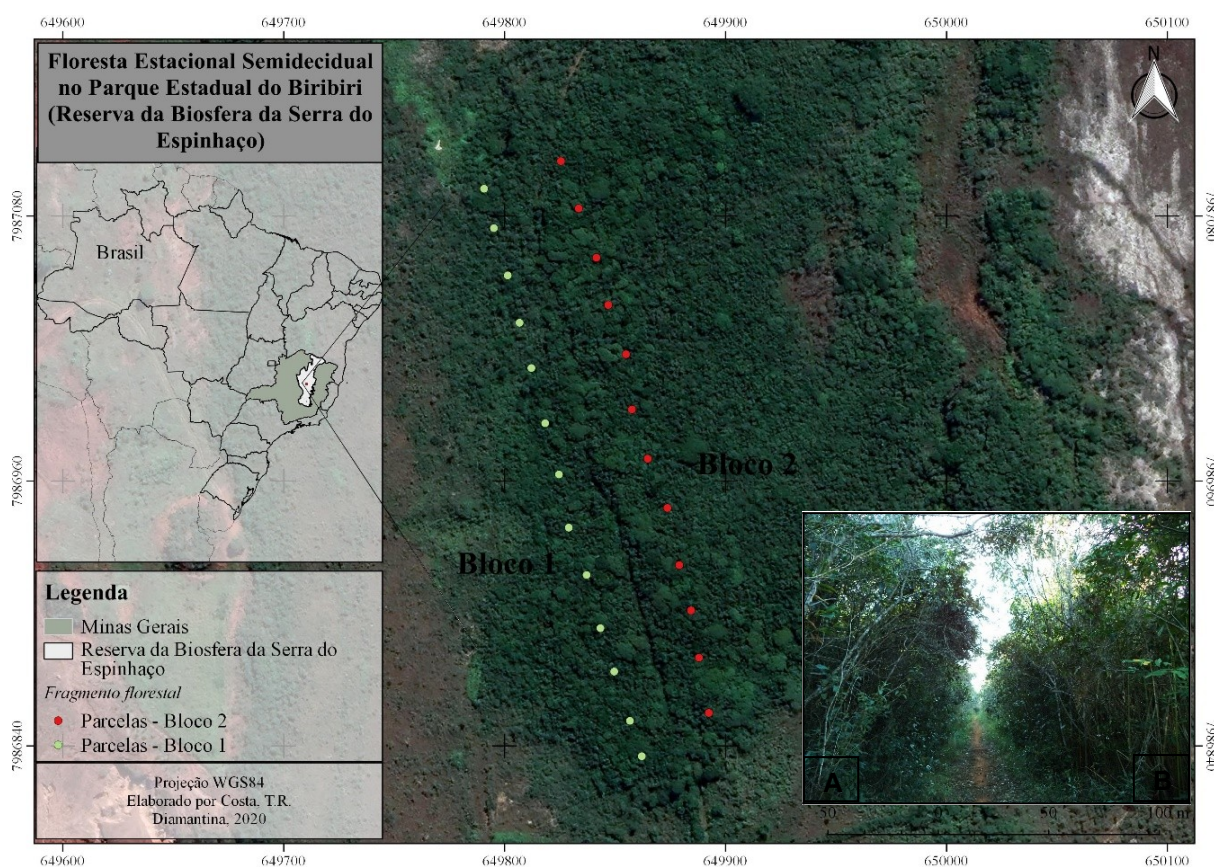 649600 649700 649800 649900 650000 650100
Floresta Estacional Semidecidual
no Parque Estadual do Biribiri
(Reserva da Biosfera da Serra do
Espinhaço)
N
7987080
7987080
Brasil
Bloco 2
7986960
7986960
Bloco 1
Legenda
Minas Gerais
Reserva da Biosfera da Serra do
Espinhaço
Fragmento florestal
Parcelas - Bloco 2
Parcelas - Bloco 1
7986840
7986840
A
B
Projeção WGS84
Elaborado por Costa, T.R.
Diamantina, 2020
50 0 50 100 m
649600 649700 649800 649900 650000 650100